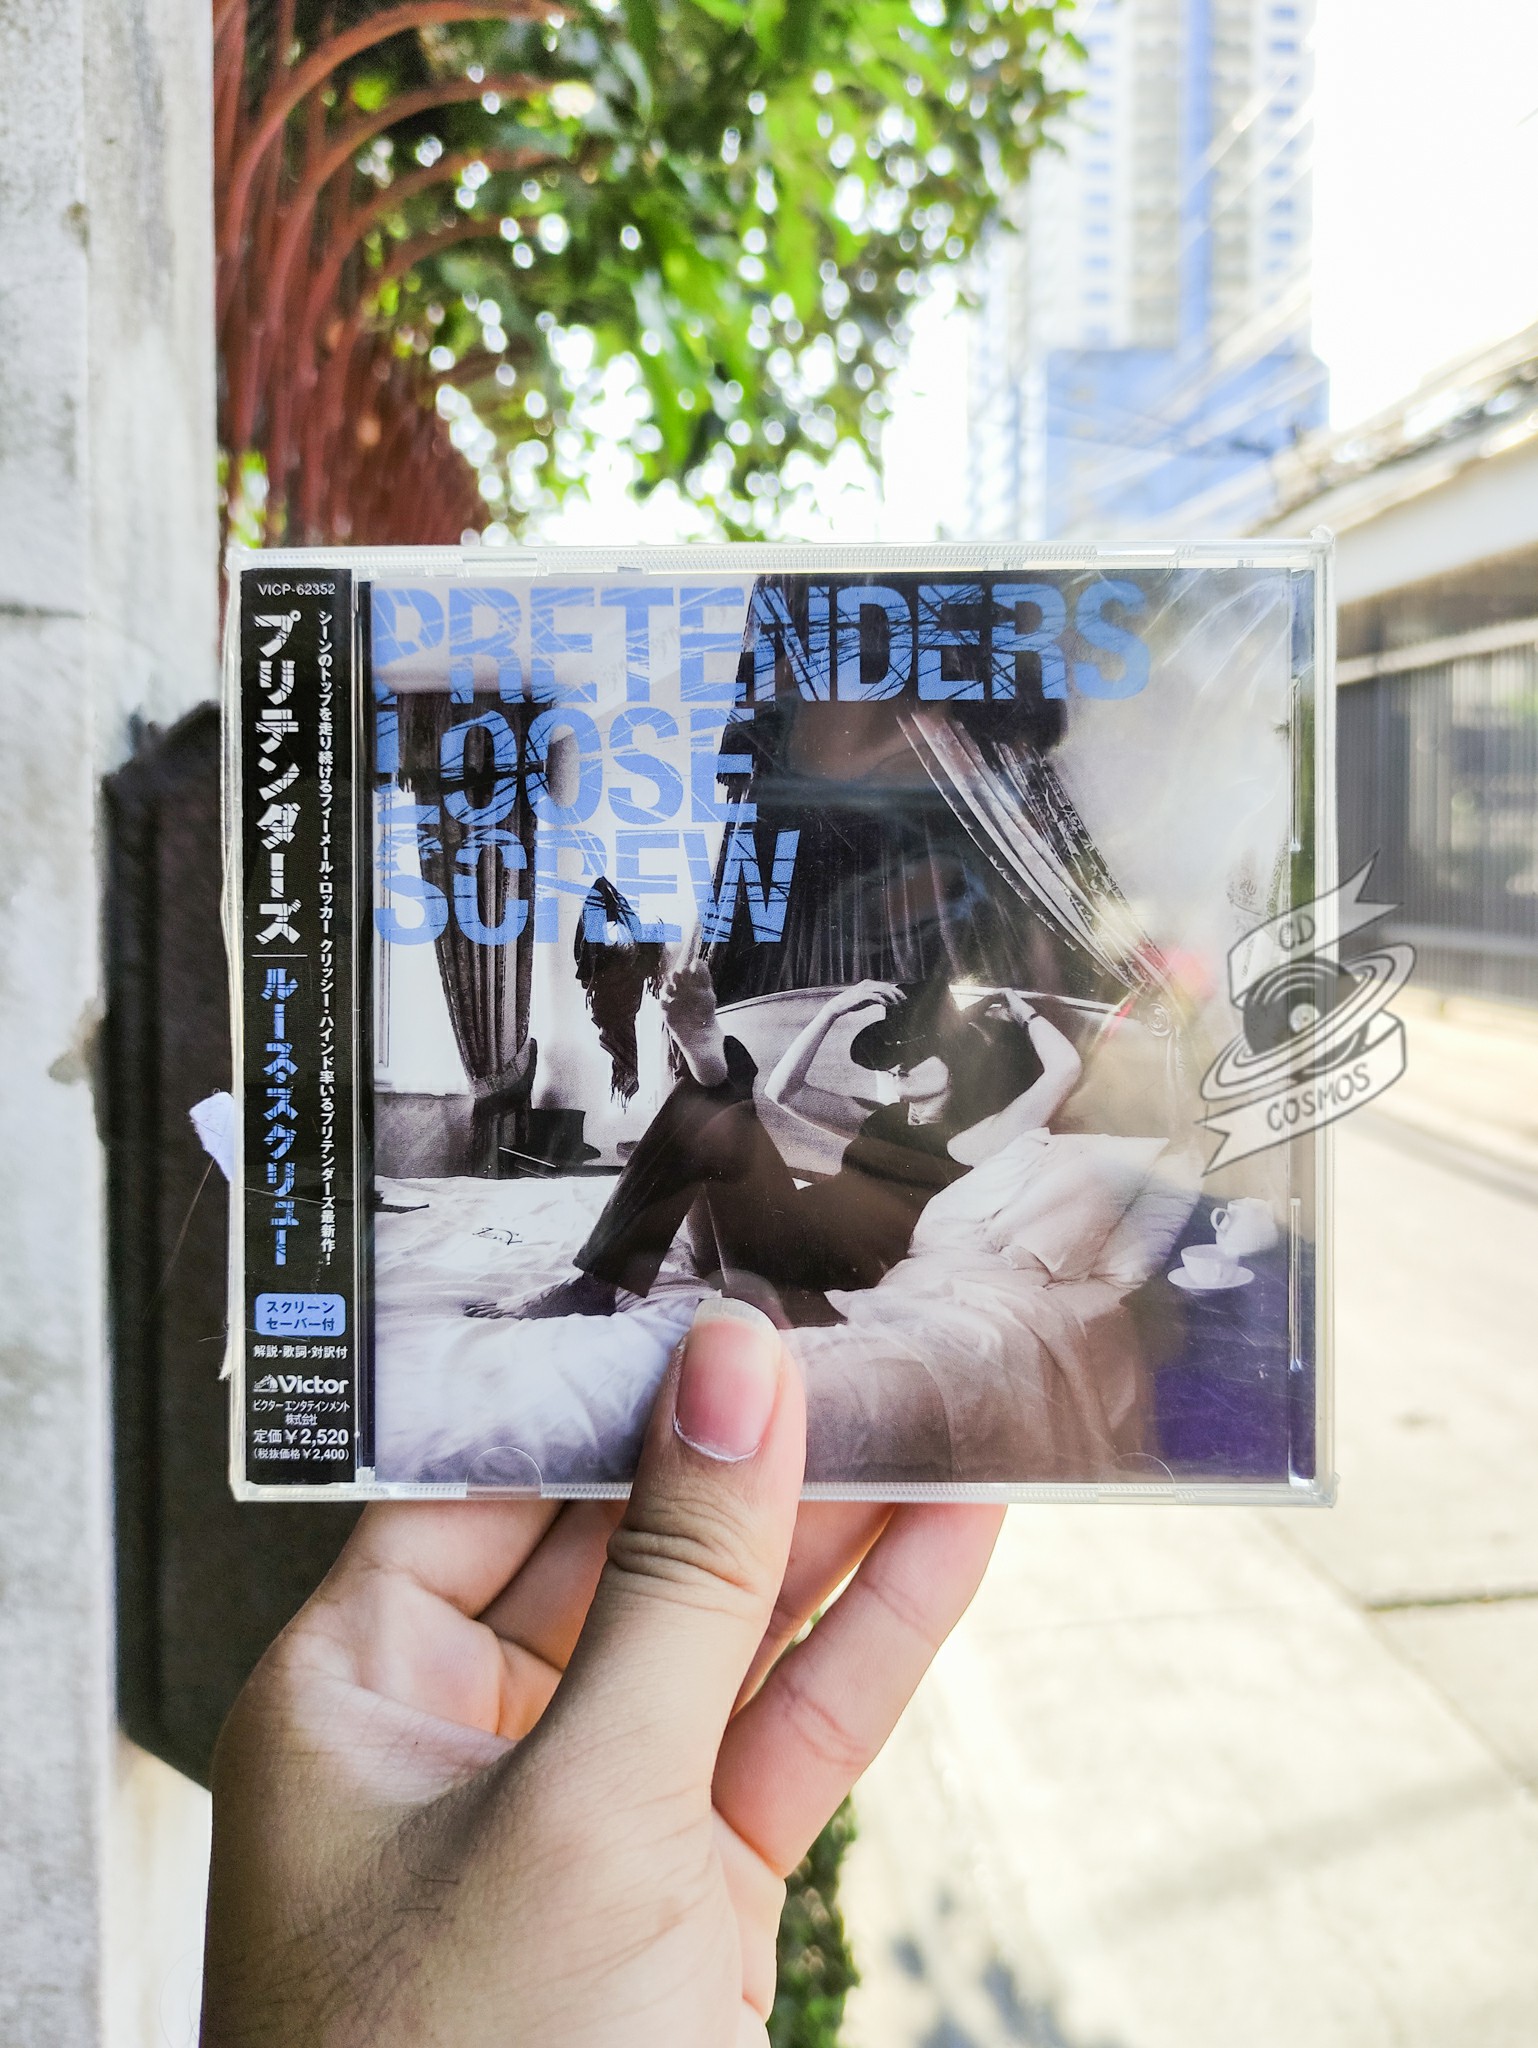 VICP-62352
プリテンダーズ
ルース・スクリュー
シーンのトップを走り続けるフィーメール・ロッカー クリッシー・ハインド率いるプリテンダーズ最新作!
スクリーン
セーバー付
解説・歌詞・対訳付
Victor
ビクターエンタテインメント
株式会社
定価¥2,520
(税抜価格¥2,400)
PRETENDERS
LOOSE
SCREW
CD
COSMOS